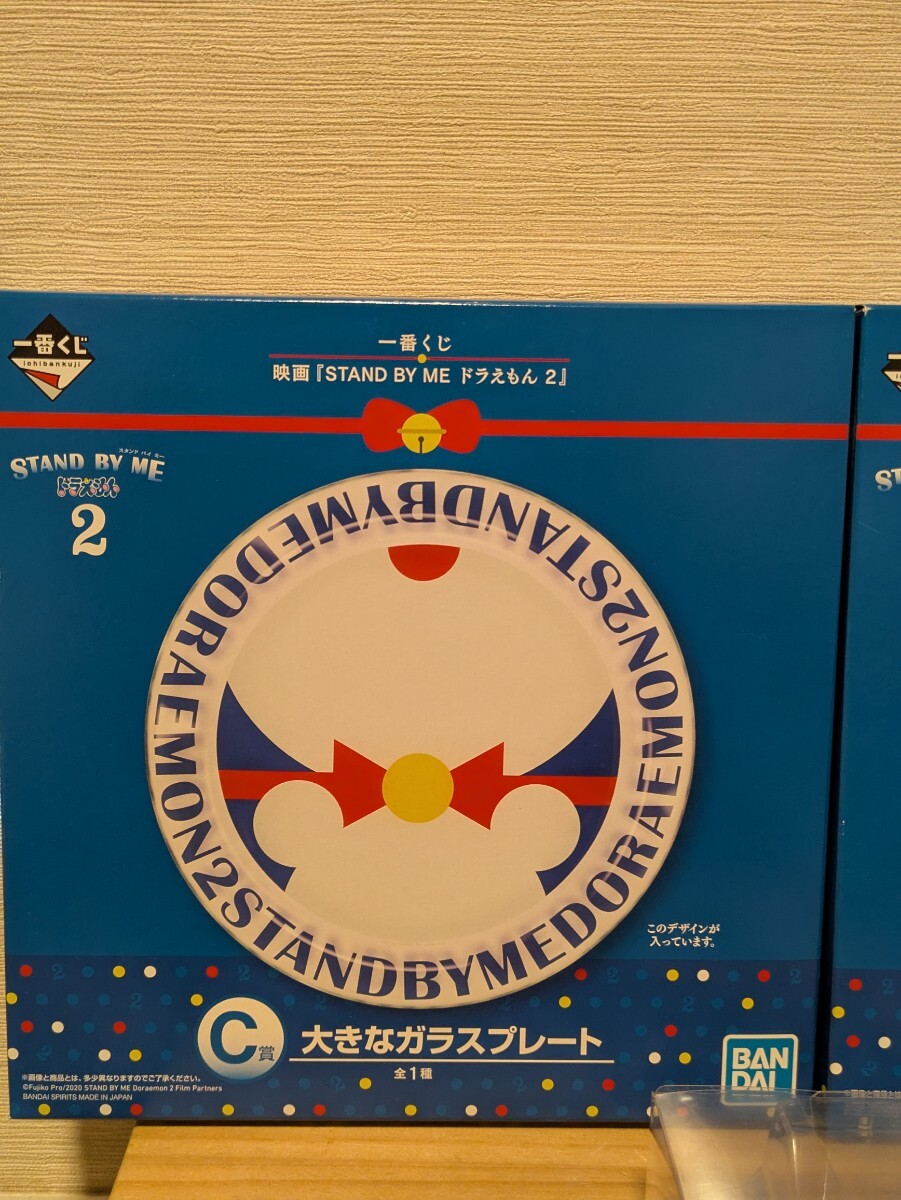 一番くじ
ichibankuji
一番くじ
映画『STAND BY ME ドラえもん 2』
スタンド バイ ミー
STAND BY ME
ドラえもん
2
STANDBYMEDORAEMON2STANDBYMEDORAEMON2
このデザインが
入っています。
C賞
大きなガラスプレート
全1種
BAN
DAI
※画像と商品とは、多少異なりますのでご了承ください。
©Fujiko Pro/2020 STAND BY ME Doraemon 2 Film Partners
BANDAI SPIRITS MADE IN JAPAN
ST